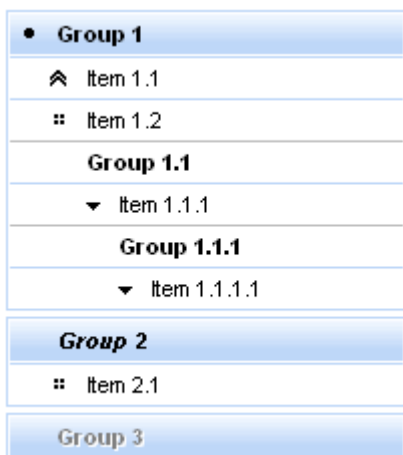 Group 1
Item 1.1
Item 1.2
Group 1.1
Item 1.1.1
Group 1.1.1
Item 1.1.1.1
Group 2
Item 2.1
Group 3